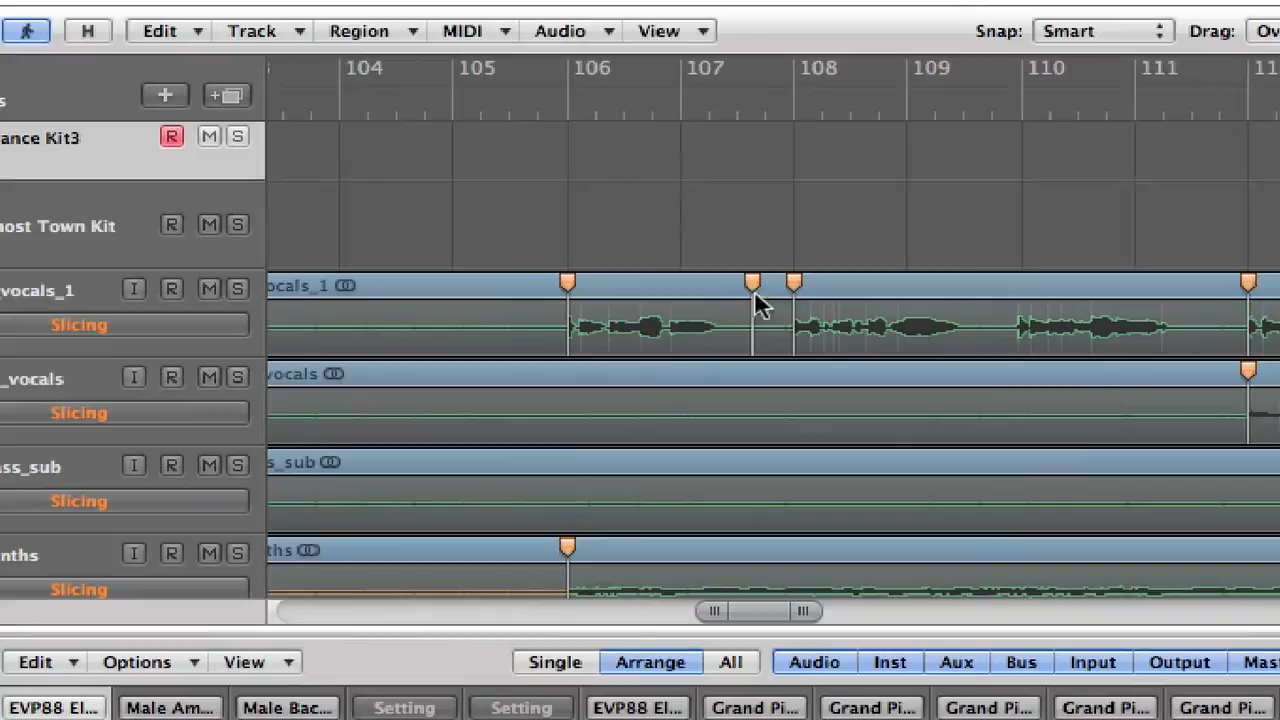 H Edit Track Region MIDI Audio View Snap: Smart Drag: Ov
104 105 106 107 108 109 110 111 11
s
ance Kit3 R M S
ost Town Kit R M S
vocals_1 I R M S ocals_1
Slicing
_vocals I R M S vocals
Slicing
ss_sub I R M S s_sub
Slicing
nths I R M S ths
Slicing
Edit Options View Single Arrange All Audio Inst Aux Bus Input Output Mas
EVP88 El... Male Am... Male Bac... Setting Setting EVP88 El... Grand Pi... Grand Pi... Grand Pi... Grand Pi... Grand Pi...